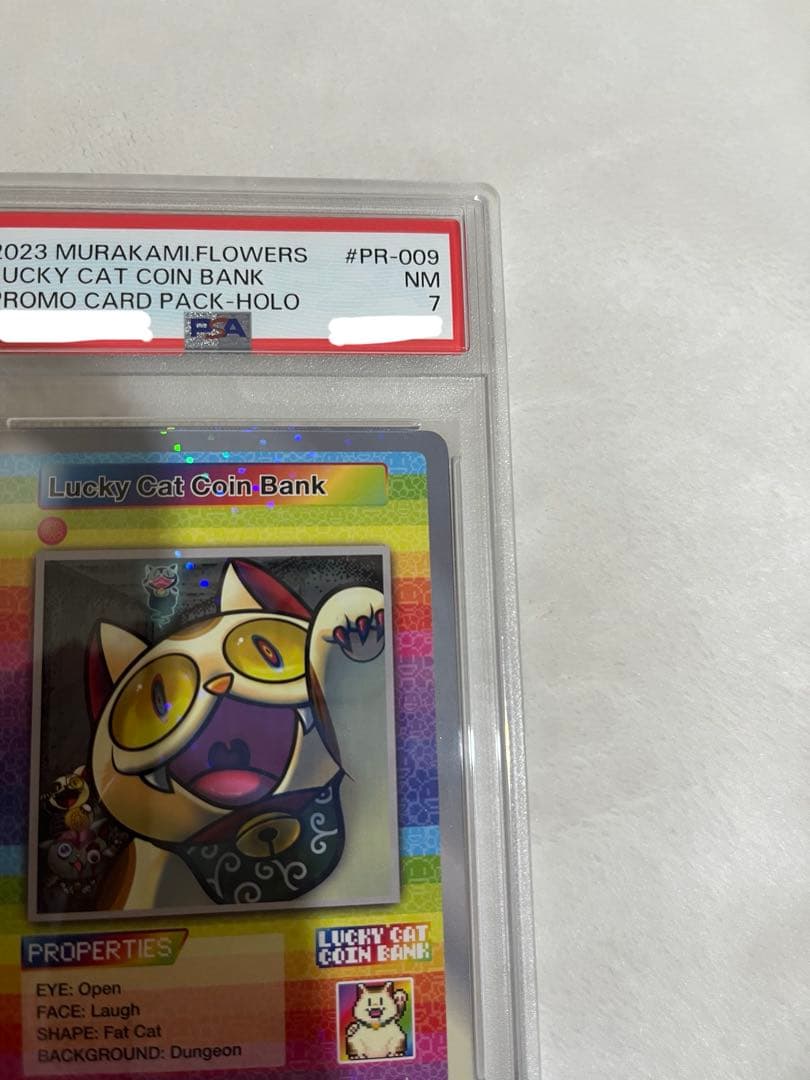 2023 MURAKAMI.FLOWERS #PR-009
LUCKY CAT COIN BANK NM
PROMO CARD PACK-HOLO 7
PSA
Lucky Cat Coin Bank
PROPERTIES
LUCKY CAT
COIN BANK
EYE: Open
FACE: Laugh
SHAPE: Fat Cat
BACKGROUND: Dungeon